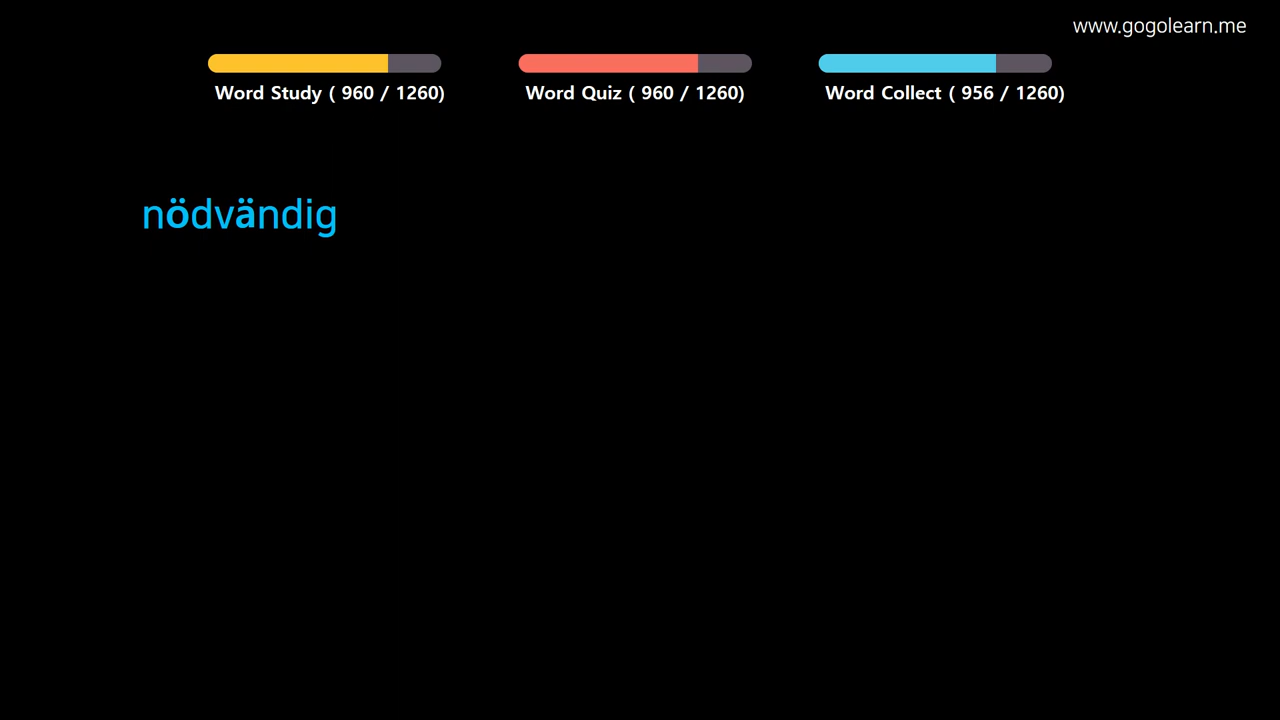 www.gogolearn.me
Word Study ( 960 / 1260)
Word Quiz ( 960 / 1260)
Word Collect ( 956 / 1260)
nödvändig